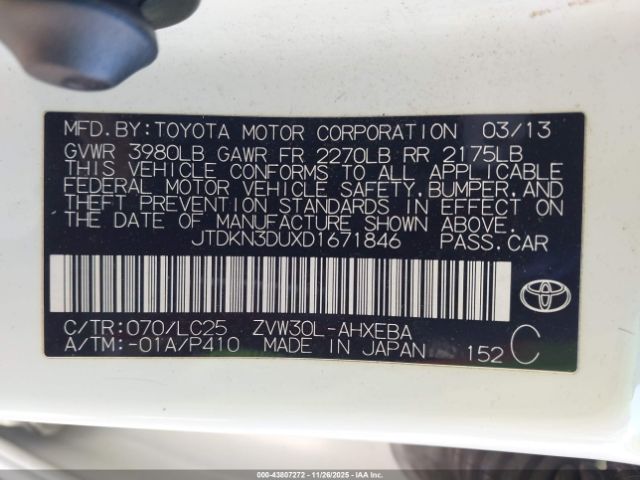 MFD.BY:TOYOTA MOTOR CORPORATION 03/13
GVWR 3980LB GAWR FR 2270LB RR 2175LB
THIS VEHICLE CONFORMS TO ALL APPLICABLE
FEDERAL MOTOR VEHICLE SAFETY,BUMPER,AND
THEFT PREVENTION STANDARDS IN EFFECT ON
THE DATE OF MANUFACTURE SHOWN ABOVE.
JTDKN3DUXD1671846 PASS.CAR
C/TR:070/LC25 ZVW30L-AHXEBA
A/TM:-01A/P410 MADE IN JAPAN 152 C
000-43807272 - 11/26/2025 - IAAI.COM